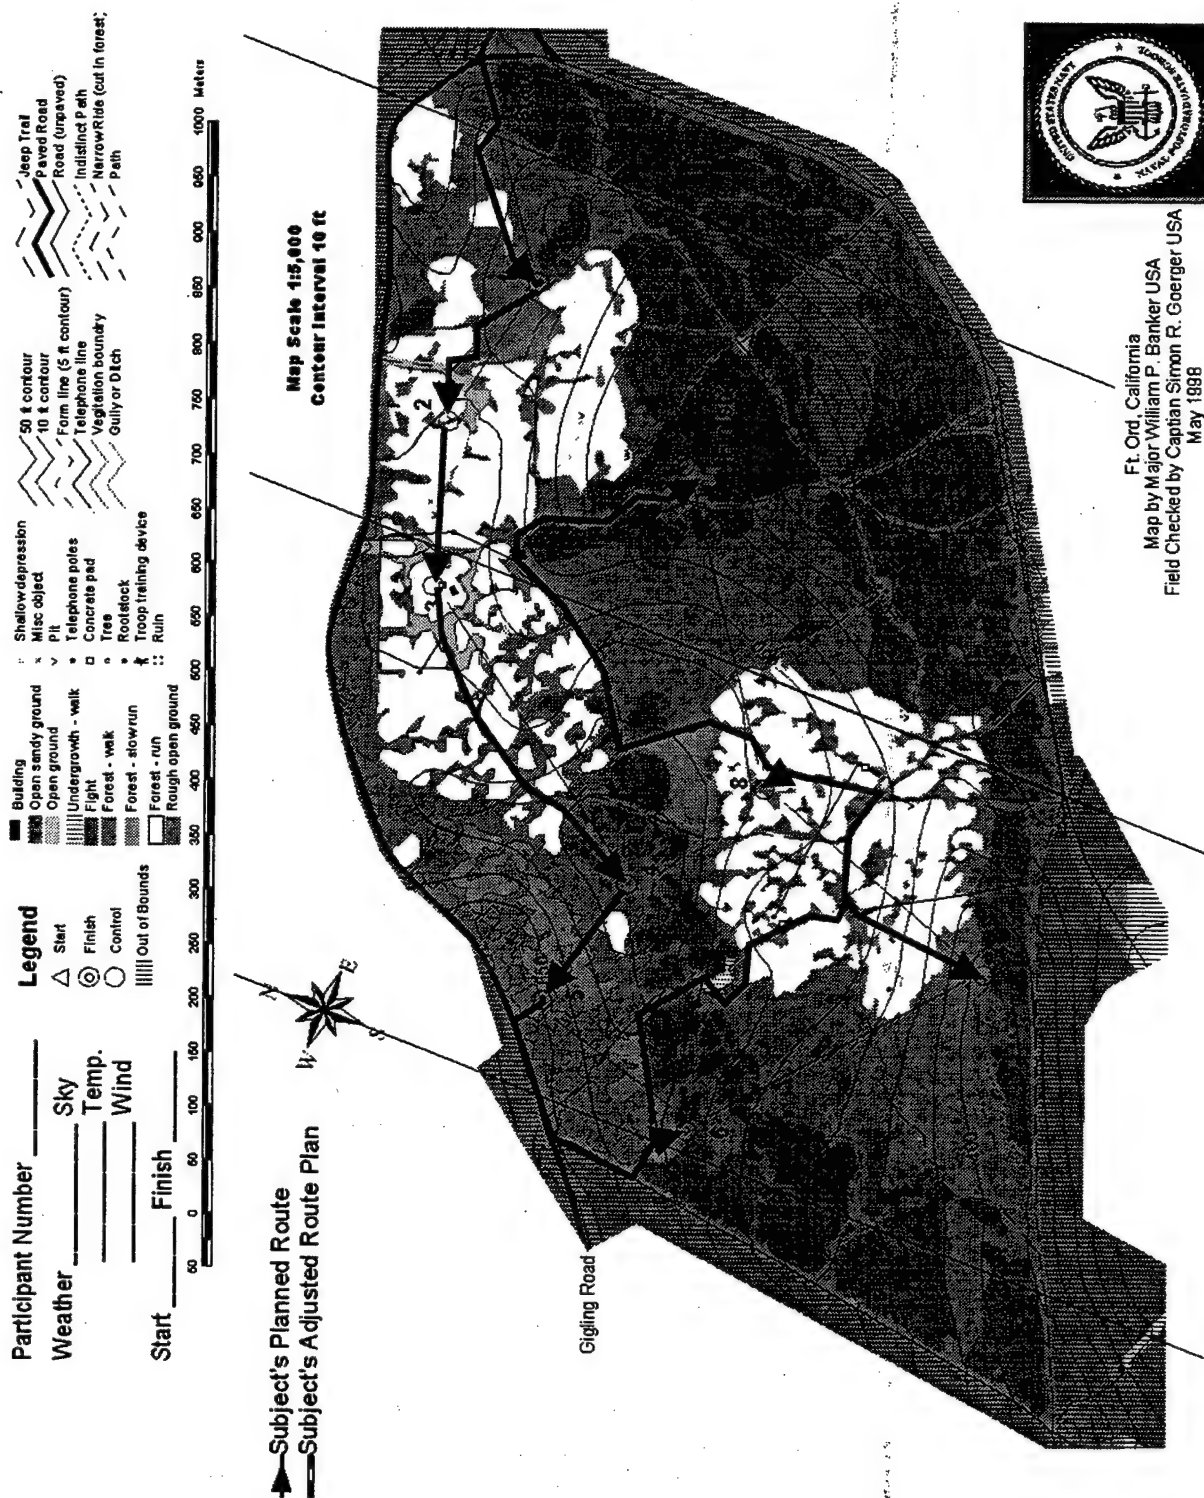 Participant Number
Weather
Sky
Temp.
Wind
Start
Finish
Legend
Start
Finish
Control
Out of Bounds
Building
Open sandy ground
Open ground
Undergrowth - walk
Fight
Forest - walk
Forest - slow run
Forest - run
Rough open ground
Shallow depression
Misc object
Pit
Telephone poles
Concrete pad
Tree
Rootstock
Troop training device
Ruin
50 ft contour
10 ft contour
Form line (5 ft contour)
Telephone line
Vegitation boundry
Gully or Ditch
Jeep Trail
Paved Road
Road (unpaved)
Indistinct Path
Narrow Ride (cut in forest)
Path
50 0 50 100 150 200 250 300 350 400 450 500 550 600 650 700 750 800 850 900 950 1000 Meters
N
E
S
W
Map Scale 1:5,000
Contour Interval 10 ft
Subject's Planned Route
Subject's Adjusted Route Plan
Gigling Road
2
3
8
Ft. Ord, California
Map by Major William P. Banker USA
Field Checked by Captian Simon R. Goerger USA
May 1998